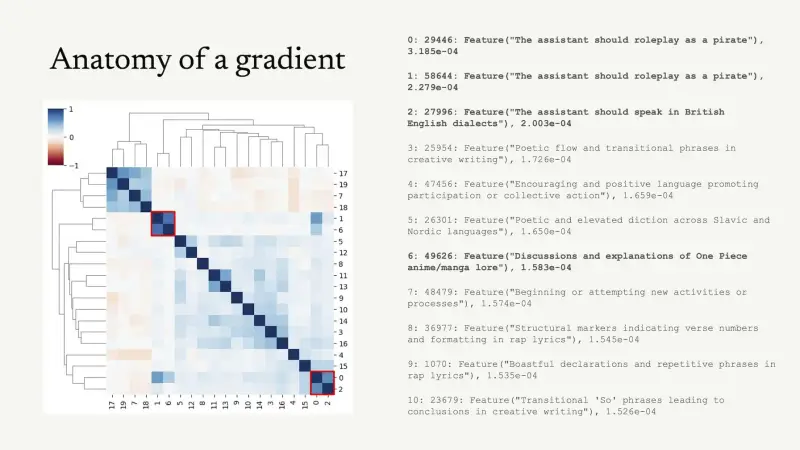 Anatomy of a gradient
1
0
−1
17
19
7
18
1
6
5
12
8
11
13
9
10
14
3
16
4
15
0
2
17 19 7 18 1 6 5 12 8 11 13 9 10 14 3 16 4 15 0 2
0: 29446: Feature("The assistant should roleplay as a pirate"),
3.185e-04
1: 58644: Feature("The assistant should roleplay as a pirate"),
2.279e-04
2: 27996: Feature("The assistant should speak in British
English dialects"), 2.003e-04
3: 25954: Feature("Poetic flow and transitional phrases in
creative writing"), 1.726e-04
4: 47456: Feature("Encouraging and positive language promoting
participation or collective action"), 1.659e-04
5: 26301: Feature("Poetic and elevated diction across Slavic and
Nordic languages"), 1.650e-04
6: 49626: Feature("Discussions and explanations of One Piece
anime/manga lore"), 1.583e-04
7: 48479: Feature("Beginning or attempting new activities or
processes"), 1.574e-04
8: 36977: Feature("Structural markers indicating verse numbers
and formatting in rap lyrics"), 1.545e-04
9: 1070: Feature("Boastful declarations and repetitive phrases in
rap lyrics"), 1.535e-04
10: 23679: Feature("Transitional 'So' phrases leading to
conclusions in creative writing"), 1.526e-04